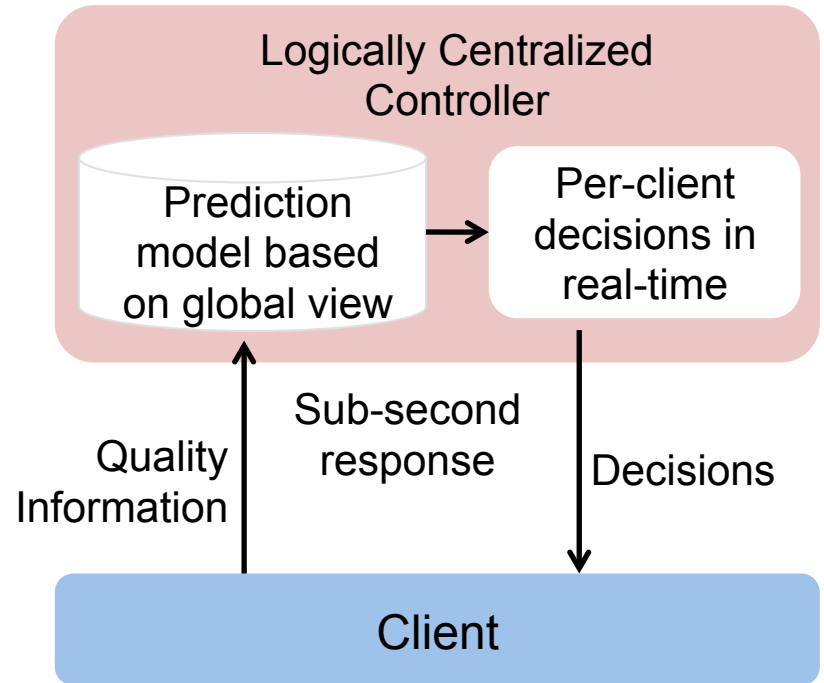 Logically Centralized
Controller
Prediction
model based
on global view
Per-client
decisions in
real-time
Quality
Information
Sub-second
response
Decisions
Client